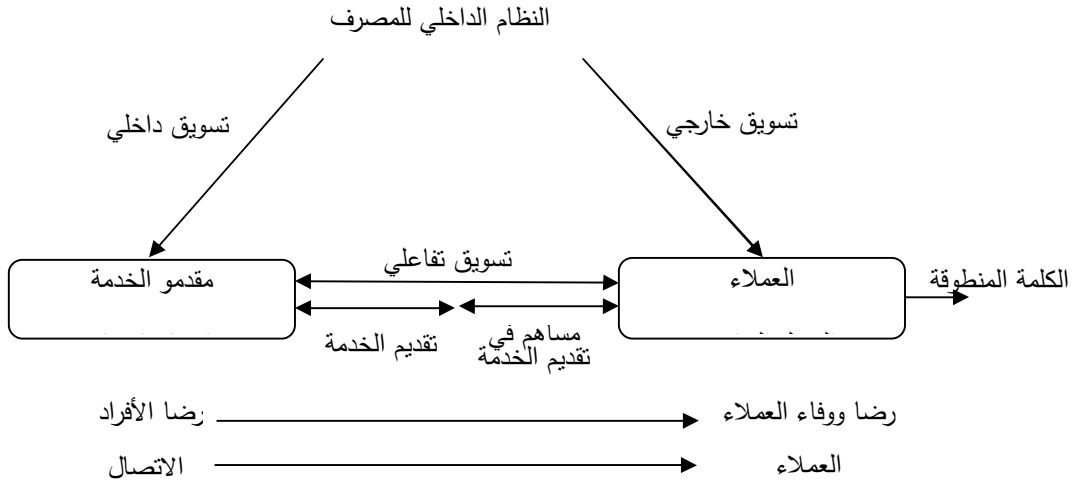 النظام الداخلي للمصرف
تسويق خارجي
تسويق داخلي
تسويق تفاعلي
الكلمة المنطوقة
العملاء
مقدمو الخدمة
مساهم في
تقديم الخدمة
تقديم الخدمة
رضا الأفراد
رضا ووفاء العملاء
الاتصال
العملاء